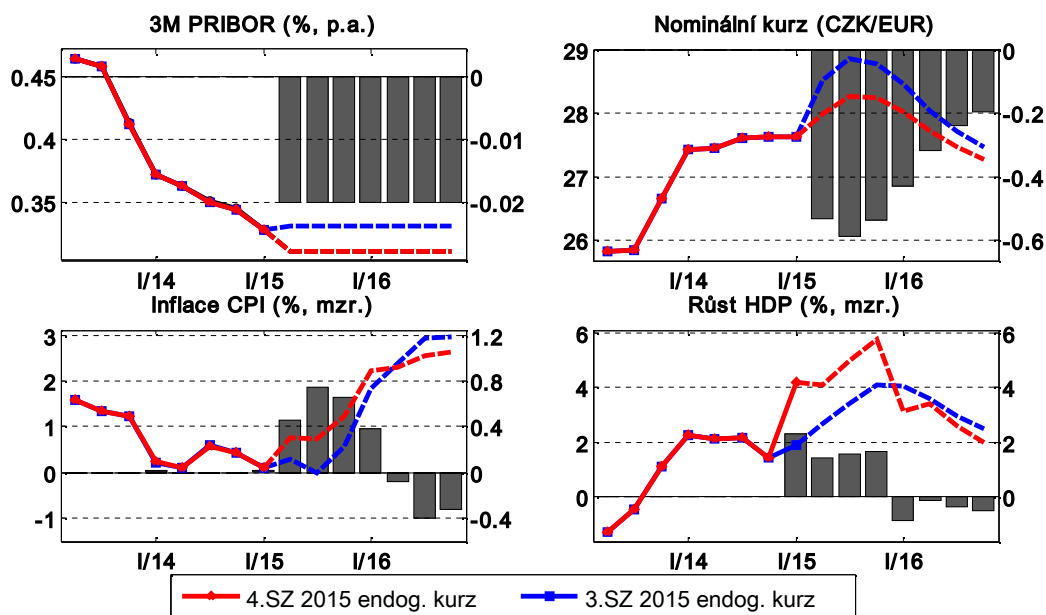 3M PRIBOR (%, p.a.)
0.45
0.4
0.35
0
-0.01
-0.02
I/14
I/15
I/16
Nominální kurz (CZK/EUR)
29
28
27
26
0
-0.2
-0.4
-0.6
I/14
I/15
I/16
Inflace CPI (%, mzr.)
3
2
1
0
-1
1.2
0.8
0.4
0
-0.4
I/14
I/15
I/16
Růst HDP (%, mzr.)
6
4
2
0
6
4
2
0
I/14
I/15
I/16
4.SZ 2015 endog. kurz
3.SZ 2015 endog. kurz